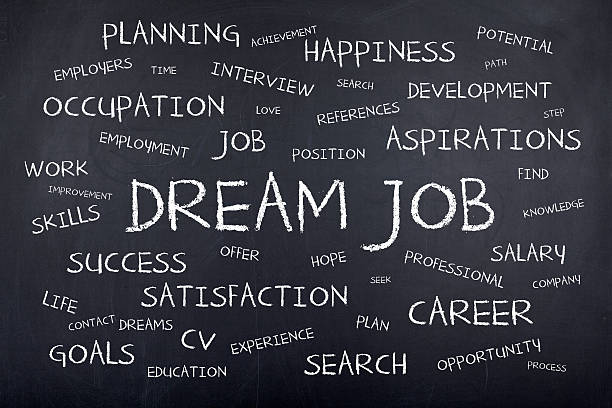 PLANNING
ACHIEVEMENT
HAPPINESS
POTENTIAL
EMPLOYERS
TIME
INTERVIEW
SEARCH
PATH
DEVELOPMENT
OCCUPATION
LOVE
REFERENCES
STEP
EMPLOYMENT
JOB
POSITION
ASPIRATIONS
WORK
IMPROVEMENT
SKILLS
DREAM JOB
FIND
KNOWLEDGE
SUCCESS
OFFER
HOPE
SEEK
PROFESSIONAL
SALARY
COMPANY
LIFE
SATISFACTION
CAREER
CONTACT
DREAMS
CV
EXPERIENCE
PLAN
GOALS
EDUCATION
SEARCH
OPPORTUNITY
PROCESS